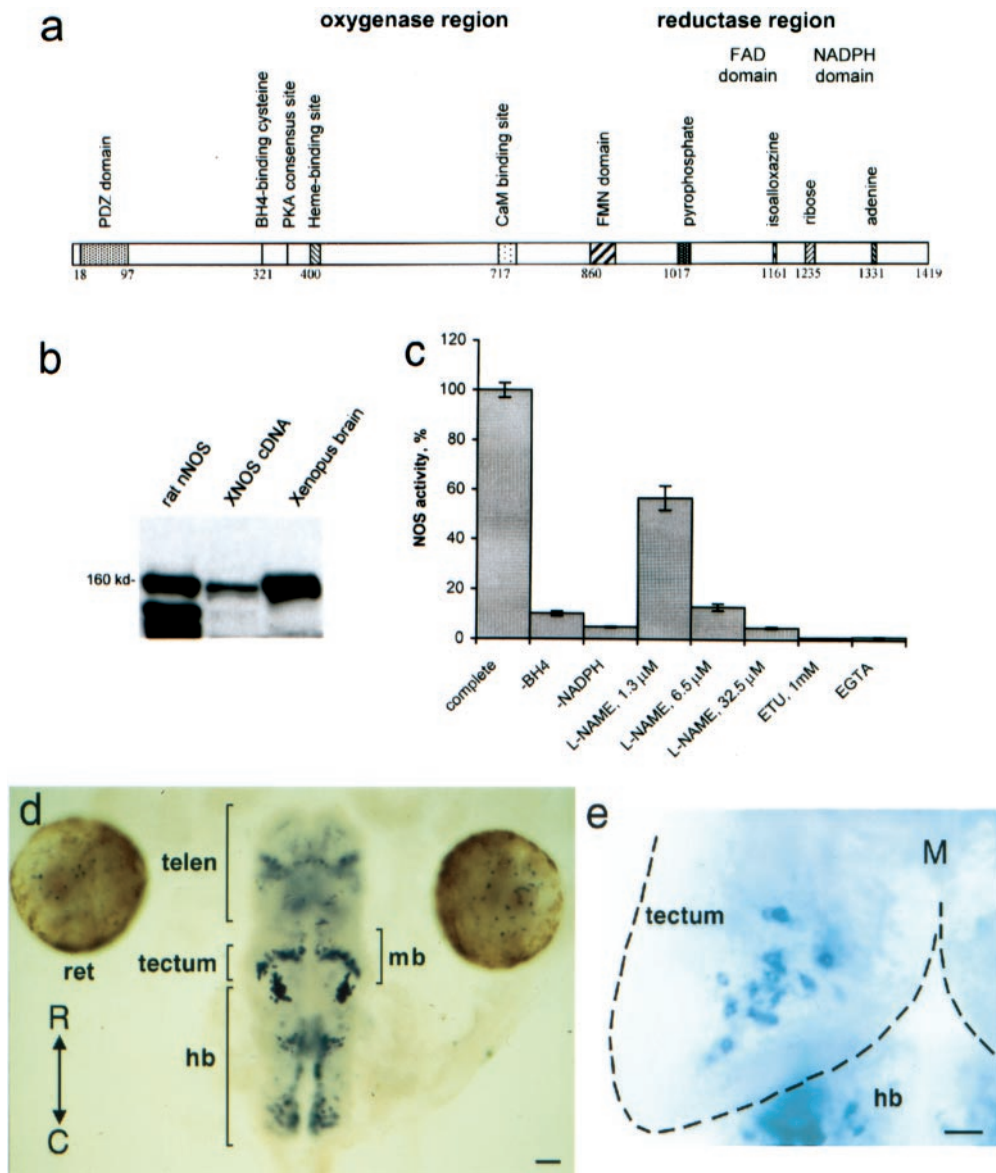 a
oxygenase region
reductase region
FAD domain
NADPH domain
PDZ domain
BH4-binding cysteine
PKA consensus site
Heme-binding site
CaM binding site
FMN domain
pyrophosphate
isoalloxazine
ribose
adenine
18 97 321 400 717 860 1017 1161 1235 1331 1419
b
rat nNOS
XNOS cDNA
Xenopus brain
160 kd-
c
NOS activity, %
120
100
80
60
40
20
0
complete
-BH4
-NADPH
L-NAME, 1.3 μM
L-NAME, 6.5 μM
L-NAME, 32.5 μM
ETU, 1mM
EGTA
d
telen
ret
tectum
mb
R
hb
C
e
M
tectum
hb